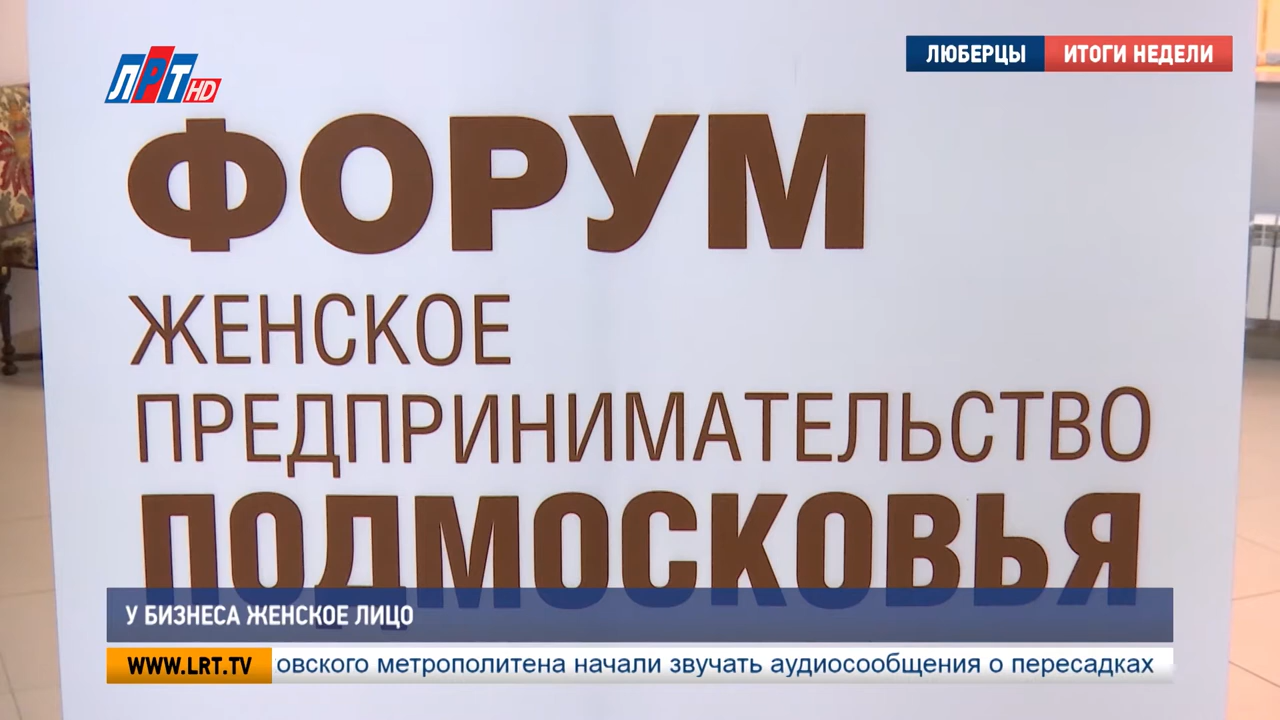 ЛРТ HD
ЛЮБЕРЦЫ ИТОГИ НЕДЕЛИ
ФОРУМ
ЖЕНСКОЕ
ПРЕДПРИНИМАТЕЛЬСТВО
ПОДМОСКОВЬЯ
У БИЗНЕСА ЖЕНСКОЕ ЛИЦО
WWW.LRT.TV овского метрополитена начали звучать аудиосообщения о пересадках